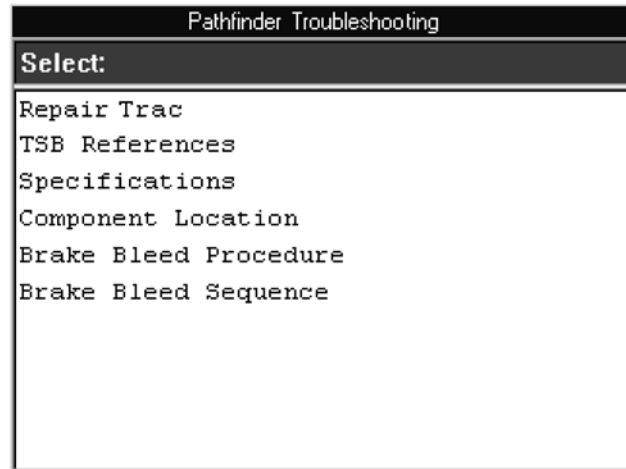 Pathfinder Troubleshooting
Select:
Repair Trac
TSB References
Specifications
Component Location
Brake Bleed Procedure
Brake Bleed Sequence